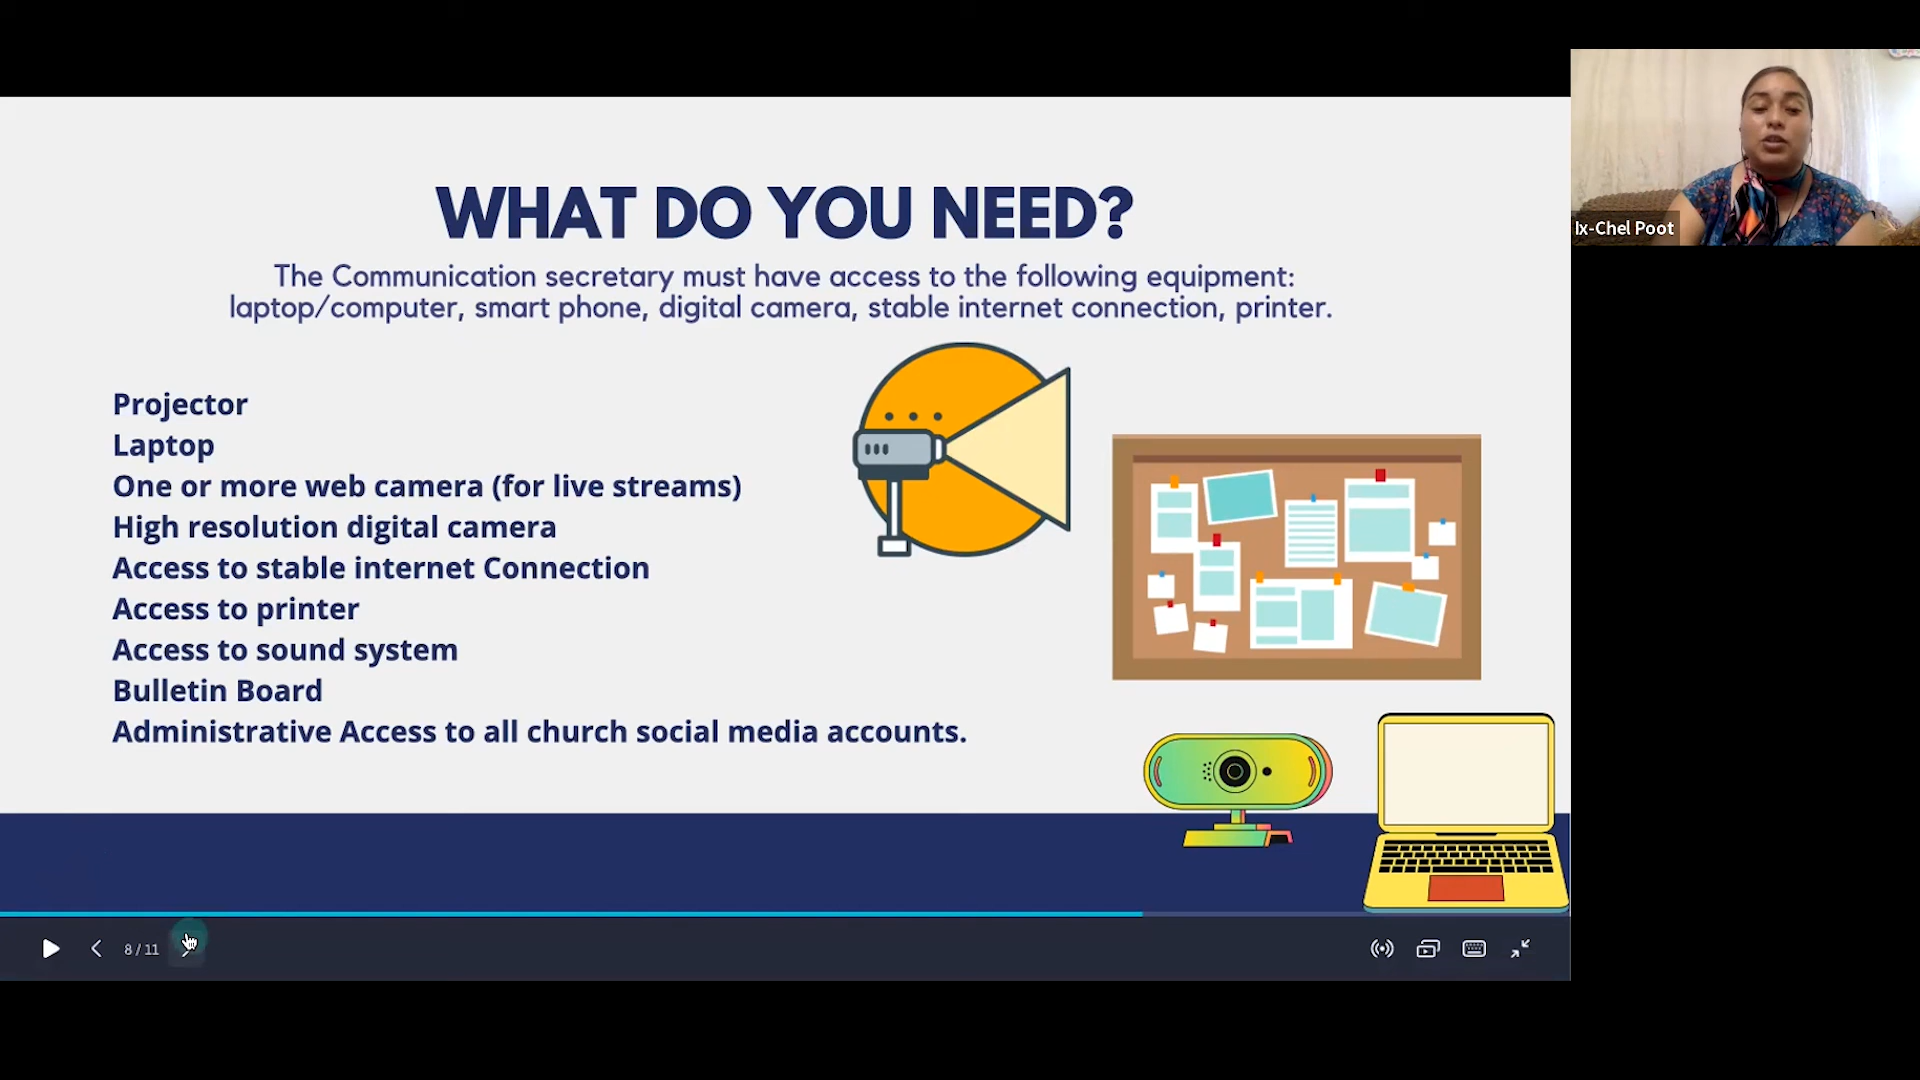 WHAT DO YOU NEED?
The Communication secretary must have access to the following equipment:
laptop/computer, smart phone, digital camera, stable internet connection, printer.
Projector
Laptop
One or more web camera (for live streams)
High resolution digital camera
Access to stable internet Connection
Access to printer
Access to sound system
Bulletin Board
Administrative Access to all church social media accounts.
8 / 11
Ix-Chel Poot